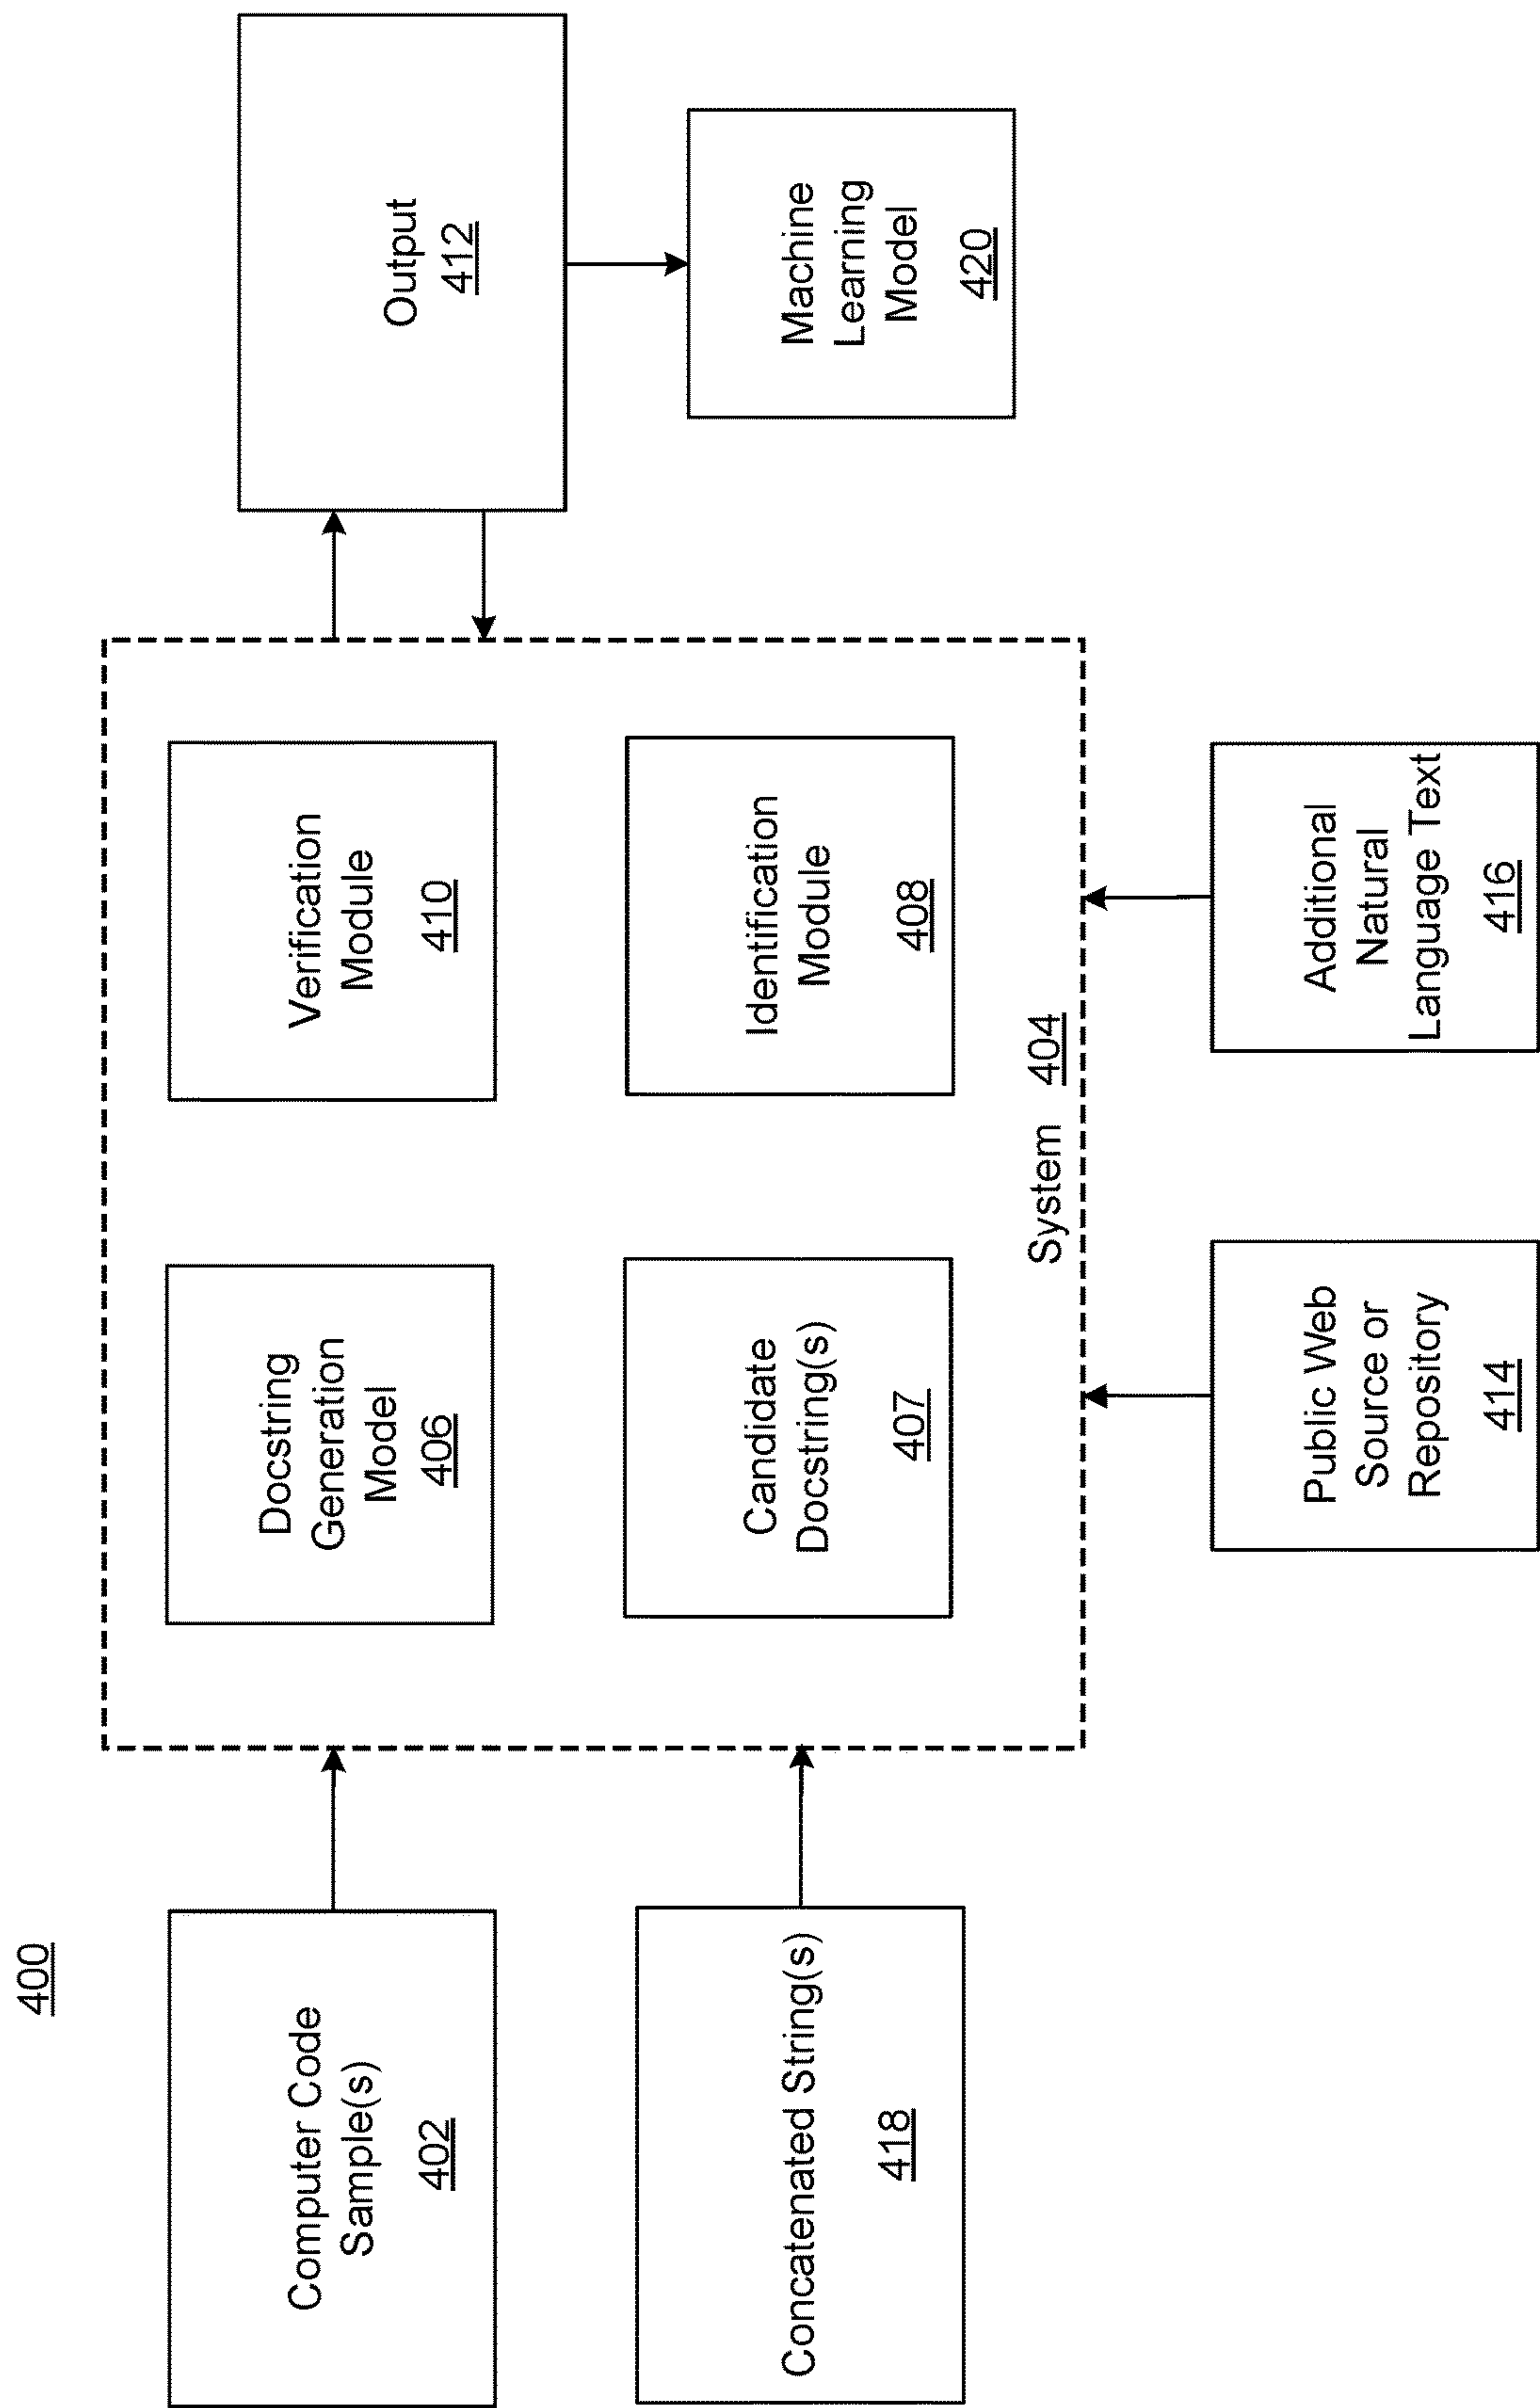 400
Computer Code
Sample(s)
402
Concatenated String(s)
418
Docstring
Generation
Model
406
Verification
Module
410
Candidate
Docstring(s)
407
Identification
Module
408
System 404
Output
412
Machine
Learning
Model
420
Public Web
Source or
Repository
414
Additional
Natural
Language Text
416